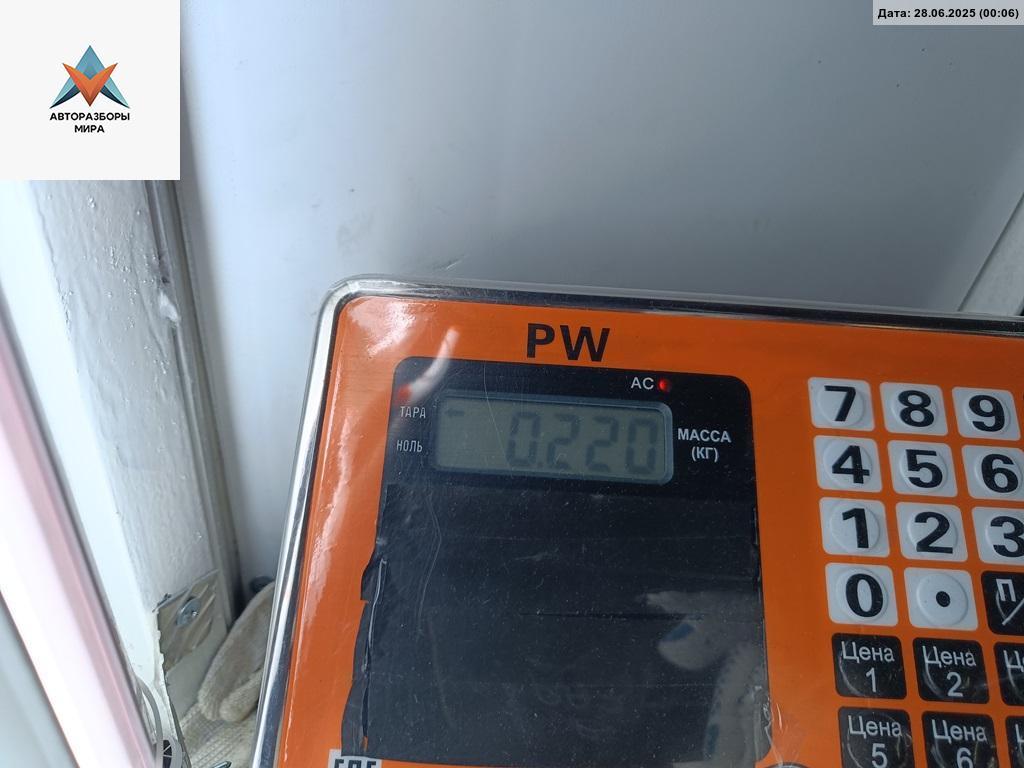 Дата: 28.06.2025 (00:06)
АВТОРАЗБОРЫ
МИРА
PW
AC
ТАРА
НОЛЬ
0.220
МАССА
(КГ)
7 8 9
4 5 6
1 2 3
0 •
Цена 1
Цена 2
Цена 5
Цена 6